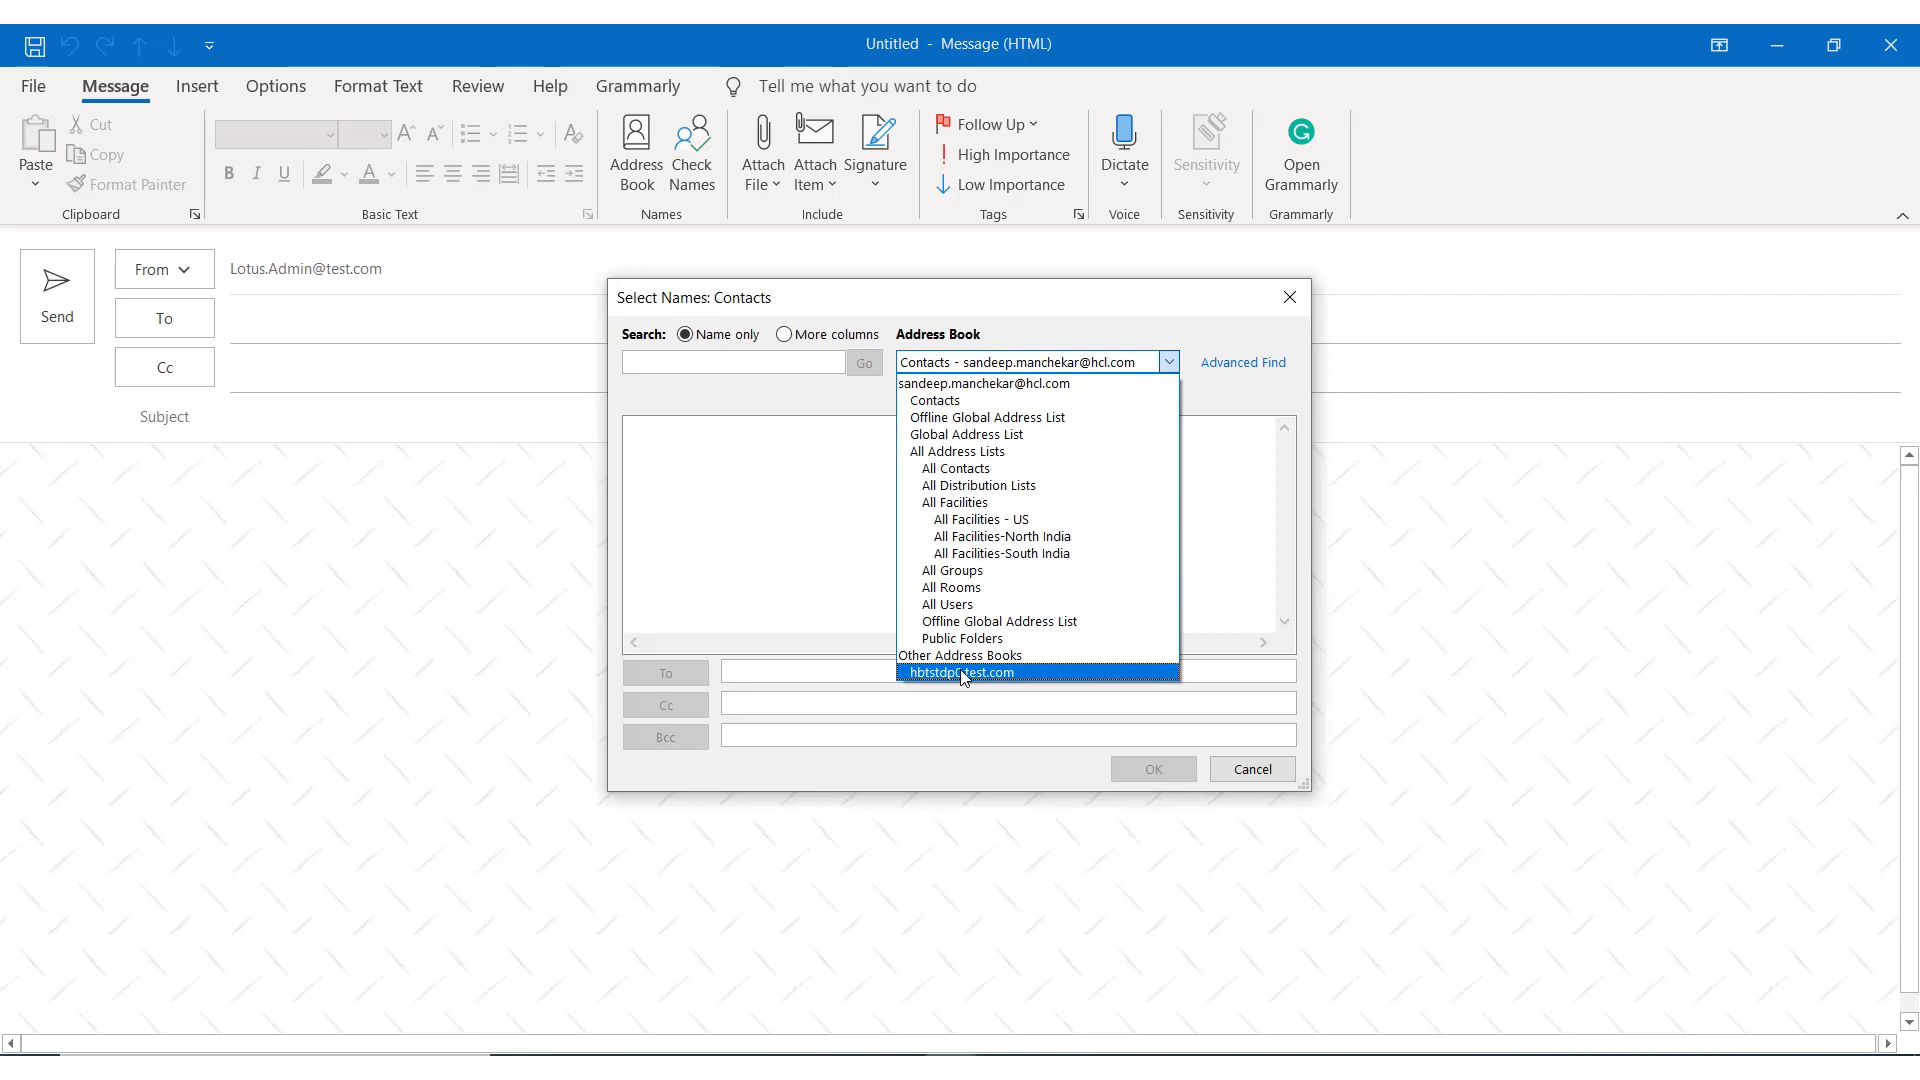 Untitled - Message (HTML)
File Message Insert Options Format Text Review Help Grammarly Tell me what you want to do
Paste
Cut
Copy
Format Painter
Clipboard
B I U
A
Basic Text
Address Book
Check Names
Names
Attach File
Attach Item
Signature
Include
Follow Up
High Importance
Low Importance
Tags
Dictate
Voice
Sensitivity
Sensitivity
Open Grammarly
Grammarly
Send
From
Lotus.Admin@test.com
To
Cc
Subject
Select Names: Contacts
Search: Name only More columns Address Book
Go
Contacts - sandeep.manchekar@hcl.com
Advanced Find
sandeep.manchekar@hcl.com
Contacts
Offline Global Address List
Global Address List
All Address Lists
All Contacts
All Distribution Lists
All Facilities
All Facilities - US
All Facilities-North India
All Facilities-South India
All Groups
All Rooms
All Users
Offline Global Address List
Public Folders
Other Address Books
To
Cc
Bcc
OK
Cancel